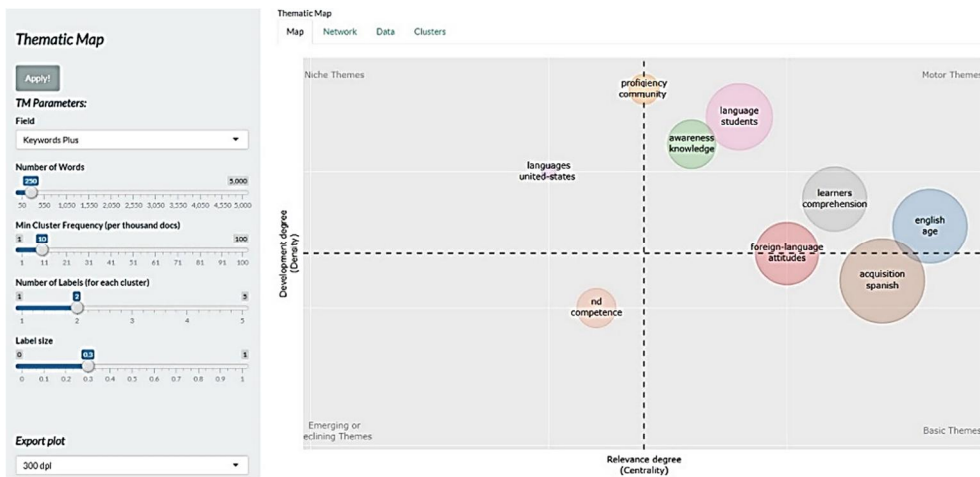 Thematic Map
Apply!
TM Parameters:
Field
Keywords Plus
Number of Words
50 250 5,000
50 550 1,050 1,550 2,050 2,550 3,050 3,550 4,050 4,550 5,000
Min Cluster Frequency (per thousand docs)
1 10 100
1 11 21 31 41 51 61 71 81 91 100
Number of Labels (for each cluster)
1 2 5
1 2 3 4 5
Label size
0 0.3 1
0 0.1 0.2 0.3 0.4 0.5 0.6 0.7 0.8 0.9 1
Export plot
300 dpi
Thematic Map
Map Network Data Clusters
Niche Themes
Motor Themes
proficiency
community
language
students
awareness
knowledge
languages
united-states
learners
comprehension
english
age
foreign-language
attitudes
acquisition
spanish
nd
competence
Development degree
(Density)
Emerging or
eclining Themes
Basic Themes
Relevance degree
(Centrality)